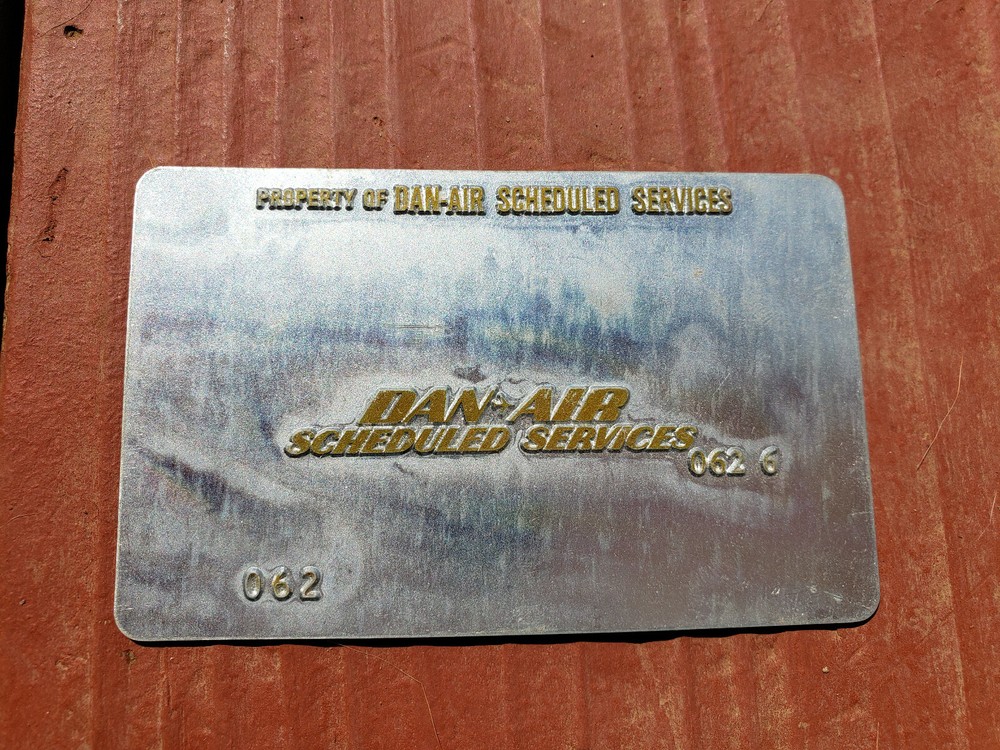 PROPERTY OF DAN-AIR SCHEDULED SERVICES
DAN-AIR
SCHEDULED SERVICES
062 6
062